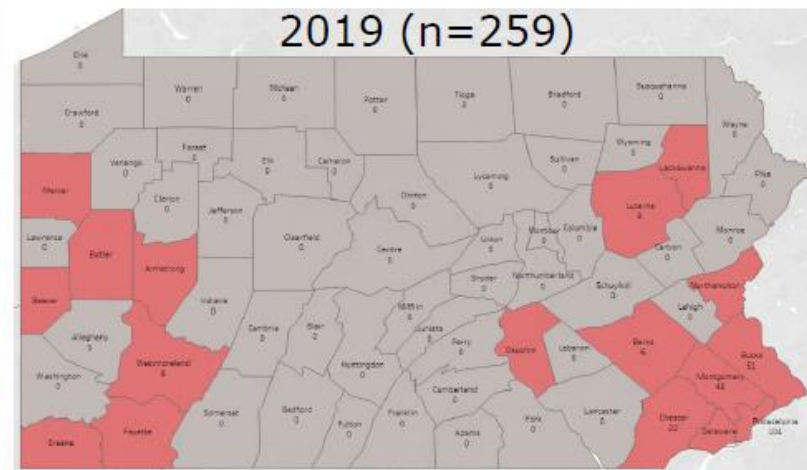 2019 (n=259)
Erie
0
Warren
0
McKean
0
Potter
0
Tioga
0
Bradford
0
Susquehanna
0
Crawford
0
Wayne
0
Forest
0
Venango
0
Elk
0
Cameron
0
Sullivan
0
Wyoming
0
Lackawanna
Pike
0
Mercer
Clarion
0
Jefferson
0
Clinton
0
Lycoming
0
Luzerne
Lawrence
0
Butler
Armstrong
Clearfield
0
Centre
0
Union
0
Montour
0
Columbia
0
Carbon
0
Monroe
0
Beaver
Indiana
0
Snyder
0
Northumberland
0
Schuylkill
0
Lehigh
0
Northampton
Allegheny
Cambria
0
Blair
0
Mifflin
Juniata
0
Perry
0
Dauphin
Lebanon
Berks
Bucks
51
Washington
0
Westmoreland
Huntingdon
0
Montgomery
Cumberland
0
Greene
Fayette
Somerset
0
Bedford
0
Fulton
0
Franklin
0
Adams
0
York
0
Lancaster
Chester
22
Delaware
Philadelphia
104